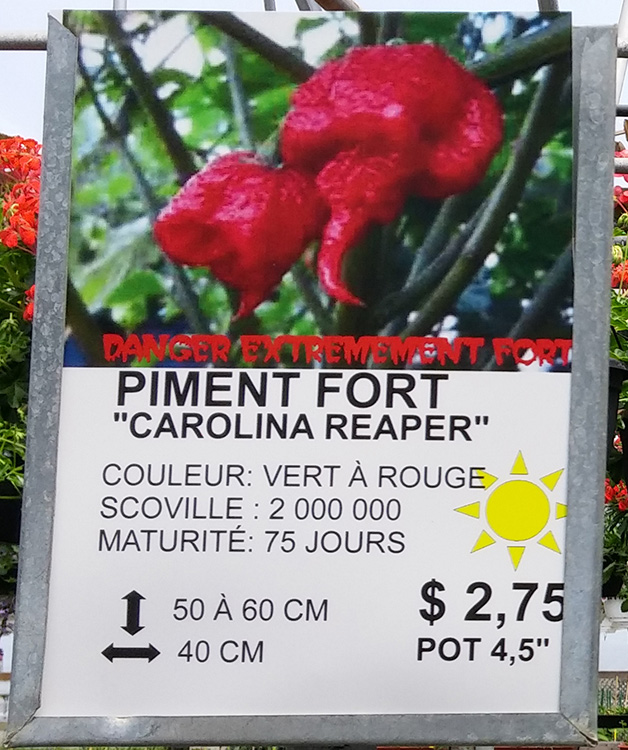 DANGER EXTREMEMENT FORT
PIMENT FORT
"CAROLINA REAPER"
COULEUR: VERT À ROUGE
SCOVILLE : 2 000 000
MATURITÉ: 75 JOURS
50 À 60 CM
40 CM
$ 2,75
POT 4,5"